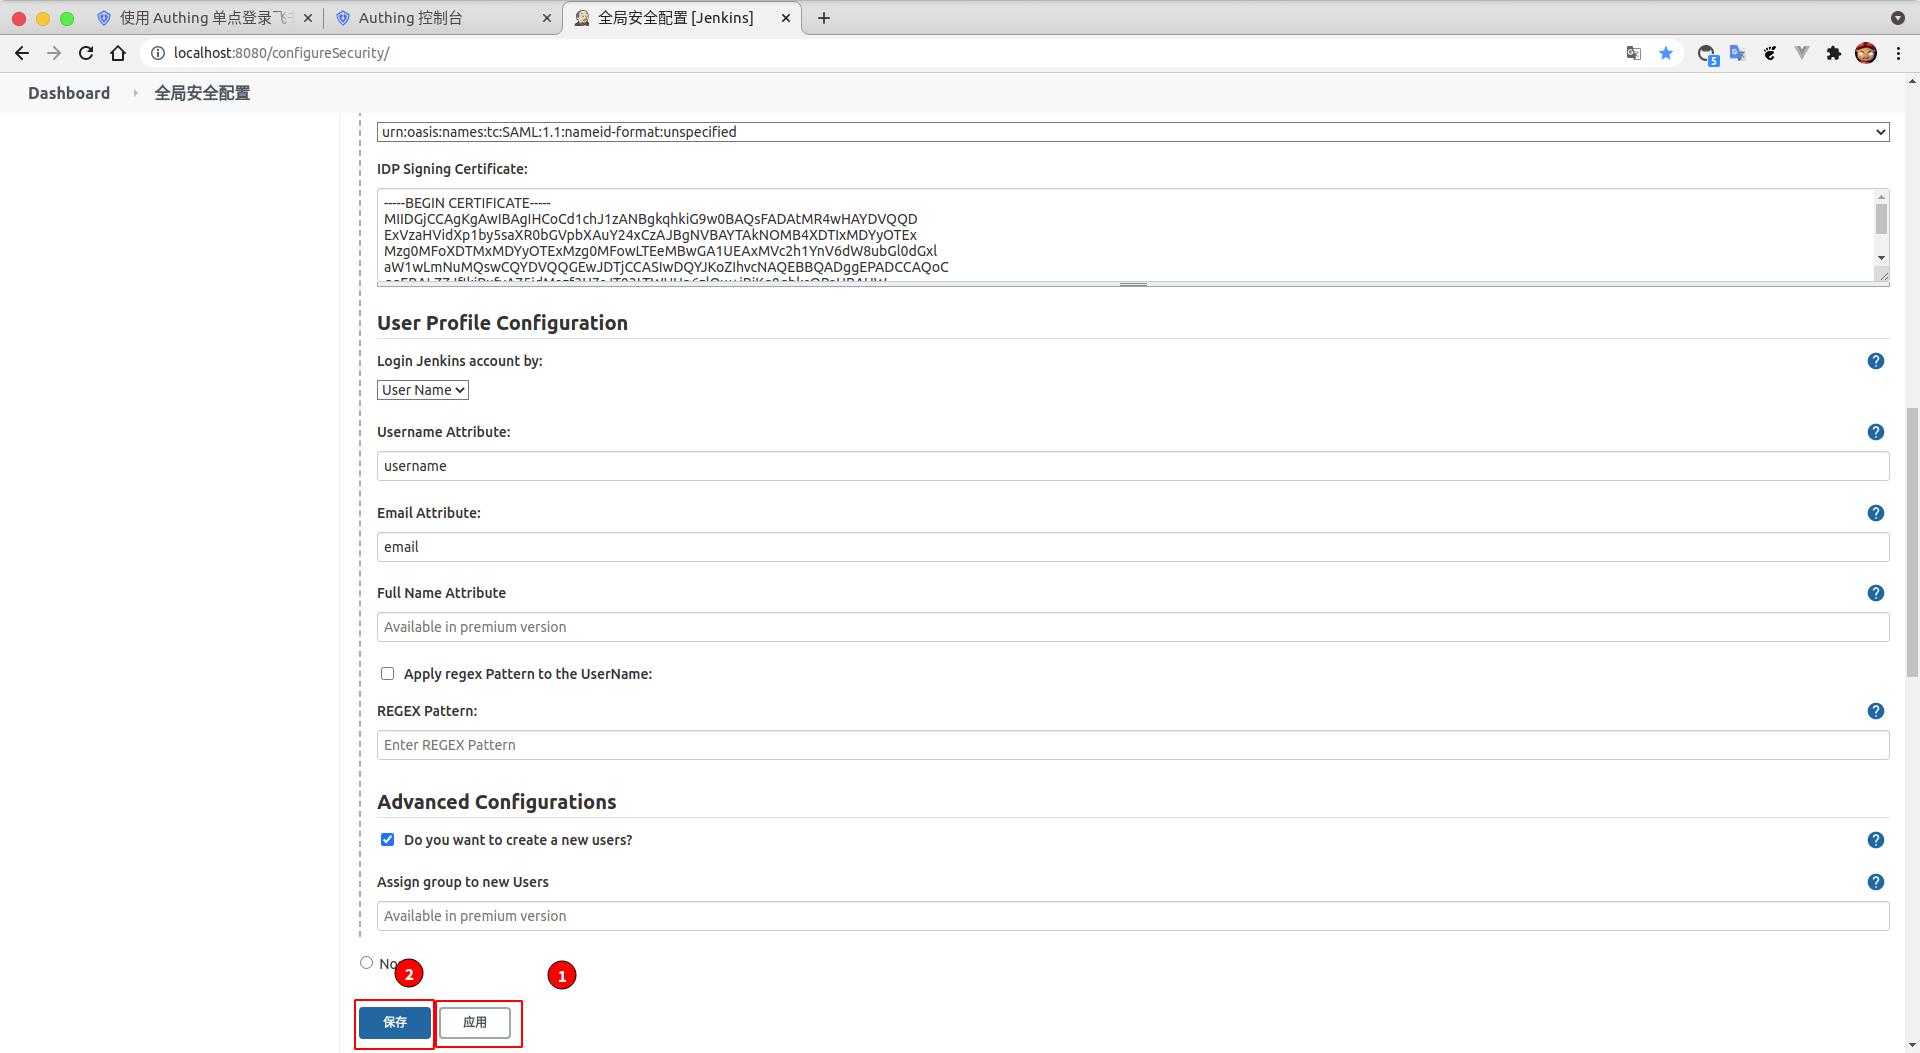 使用 Authing 单点登录飞
Authing 控制台
全局安全配置 [Jenkins]
localhost:8080/configureSecurity/
5
Dashboard
全局安全配置
urn:oasis:names:tc:SAML:1.1:nameid-format:unspecified
IDP Signing Certificate:
-----BEGIN CERTIFICATE-----
MIIDGjCCAgKgAwIBAgIHCoCd1chJ1zANBgkqhkiG9w0BAQsFADAtMR4wHAYDVQQD
ExVzaHVidXp1by5saXR0bGVpbXAuY24xCzAJBgNVBAYTAkNOMB4XDTIxMDYyOTEx
Mzg0MFoXDTMxMDYyOTExMzg0MFowLTEeMBwGA1UEAxMVc2h1YnV6dW8ubGl0dGxl
aW1wLmNuMQswCQYDVQQGEwJDTjCCASIwDQYJKoZIhvcNAQEBBQADggEPADCCAQoC
User Profile Configuration
Login Jenkins account by:
User Name
Username Attribute:
username
Email Attribute:
email
Full Name Attribute
Available in premium version
Apply regex Pattern to the UserName:
REGEX Pattern:
Enter REGEX Pattern
Advanced Configurations
Do you want to create a new users?
Assign group to new Users
Available in premium version
2
1
保存
应用